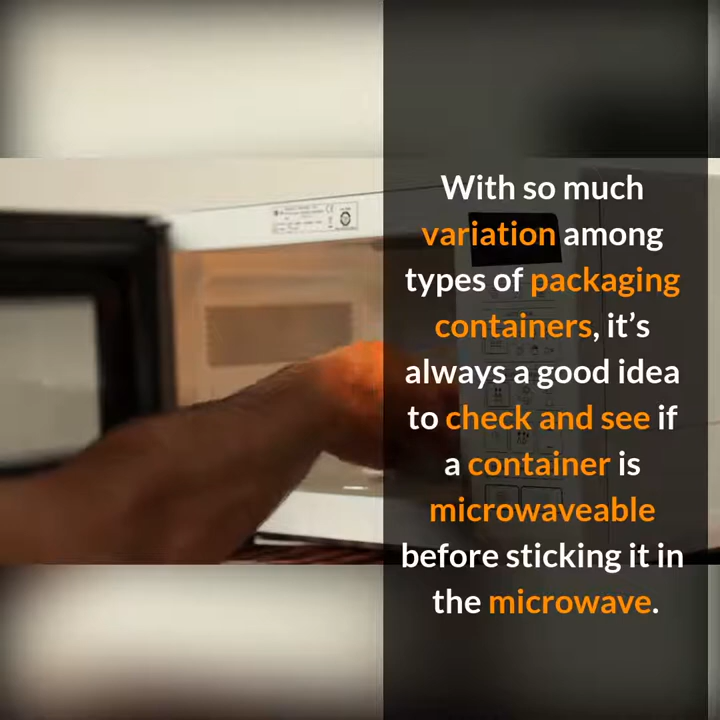 With so much
variation among
types of packaging
containers, it’s
always a good idea
to check and see if
a container is
microwaveable
before sticking it in
the microwave.